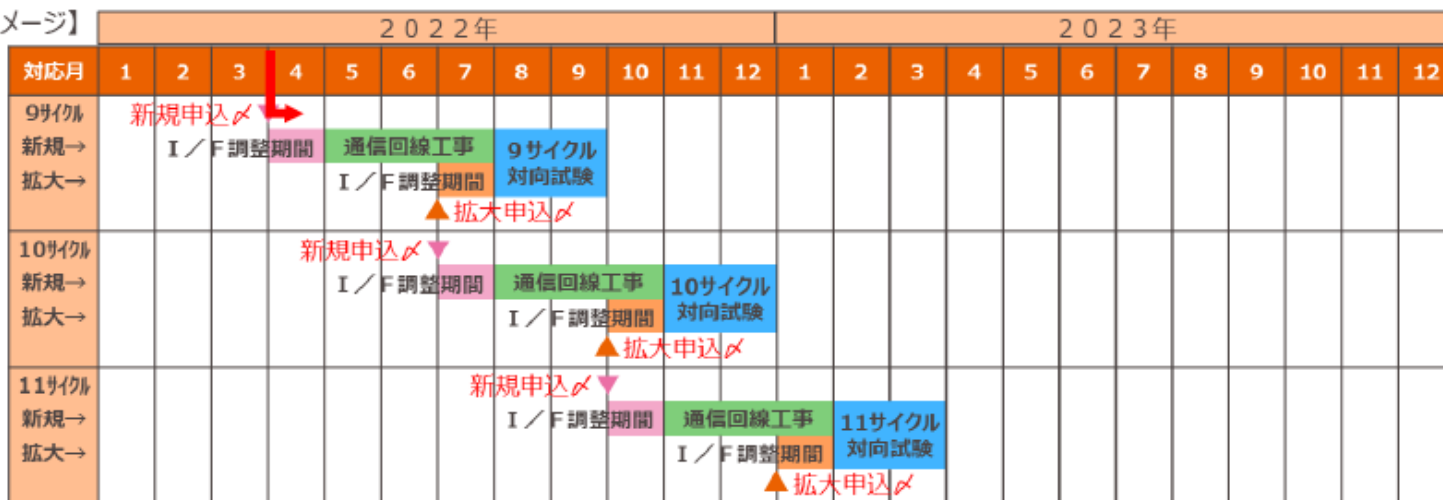 メージ】
２０２２年 ２０２３年
対応月 1 2 3 4 5 6 7 8 9 10 11 12 1 2 3 4 5 6 7 8 9 10 11 12
9ｻｲｸﾙ 新規申込〆
新規→ Ｉ／Ｆ調整期間 通信回線工事 9サイクル
拡大→ Ｉ／Ｆ調整期間 対向試験
拡大申込〆
10ｻｲｸﾙ 新規申込〆
新規→ Ｉ／Ｆ調整期間 通信回線工事 10サイクル
拡大→ Ｉ／Ｆ調整期間 対向試験
拡大申込〆
11ｻｲｸﾙ 新規申込〆
新規→ Ｉ／Ｆ調整期間 通信回線工事 11サイクル
拡大→ Ｉ／Ｆ調整期間 対向試験
拡大申込〆